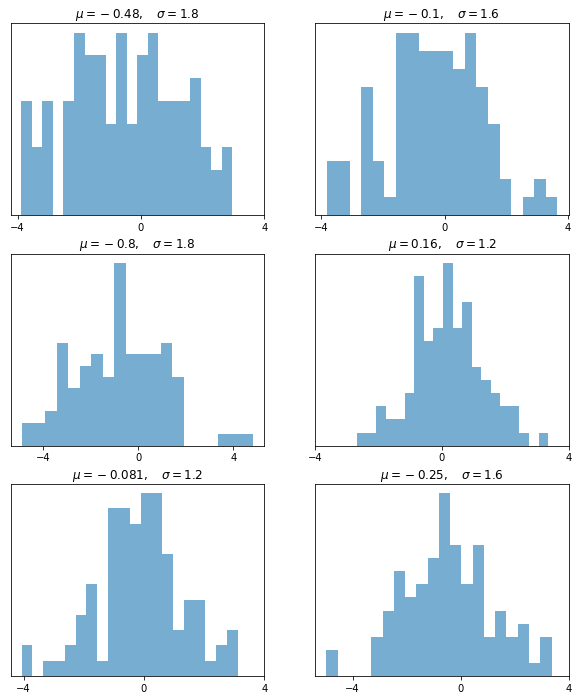 μ = −0.48, σ = 1.8
−4 0 4
μ = −0.1, σ = 1.6
−4 0 4
μ = −0.8, σ = 1.8
−4 0 4
μ = 0.16, σ = 1.2
−4 −2 0 2 4
μ = −0.081, σ = 1.2
−4 0 4
μ = −0.25, σ = 1.6
−4 0 4